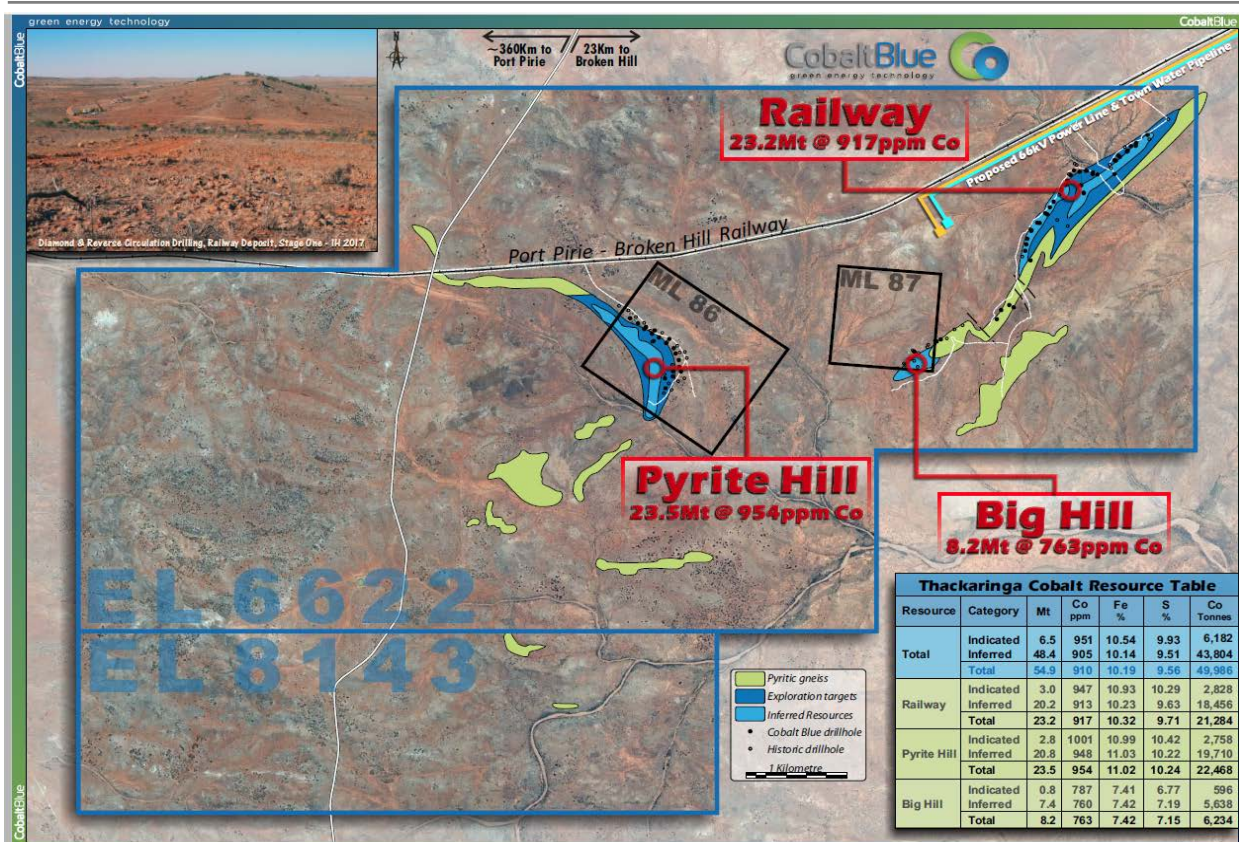 green energy technology
CobaltBlue
CobaltBlue
CobaltBlue
N
~360Km to
Port Pirie
23Km to
Broken Hill
CobaltBlue Co
green energy technology
Railway
23.2Mt @ 917ppm Co
Proposed 66kV Power Line & Town Water Pipeline
Diamond & Reverse Circulation Drilling, Railway Deposit, Stage One - 1H 2017
Port Pirie - Broken Hill Railway
ML 86
ML 87
Pyrite Hill
23.5Mt @ 954ppm Co
Big Hill
8.2Mt @ 763ppm Co
EL 6622
EL 8143
Pyritic gneiss
Exploration targets
Inferred Resources
Cobalt Blue drillhole
Historic drillhole
1 Kilometre
Thackaringa Cobalt Resource Table
Resource Category Mt Co ppm Fe % S % Co Tonnes
Total Indicated 6.5 951 10.54 9.93 6,182
Inferred 48.4 905 10.14 9.51 43,804
Total 54.9 910 10.19 9.56 49,986
Railway Indicated 3.0 947 10.93 10.29 2,828
Inferred 20.2 913 10.23 9.63 18,456
Total 23.2 917 10.32 9.71 21,284
Pyrite Hill Indicated 2.8 1001 10.99 10.42 2,758
Inferred 20.8 948 11.03 10.22 19,710
Total 23.5 954 11.02 10.24 22,468
Big Hill Indicated 0.8 787 7.41 6.77 596
Inferred 7.4 760 7.42 7.19 5,638
Total 8.2 763 7.42 7.15 6,234